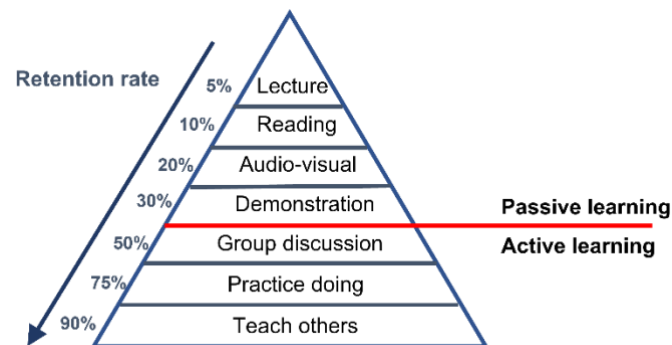 Retention rate
5% Lecture
10% Reading
20% Audio-visual
30% Demonstration
Passive learning
50% Group discussion
Active learning
75% Practice doing
90% Teach others